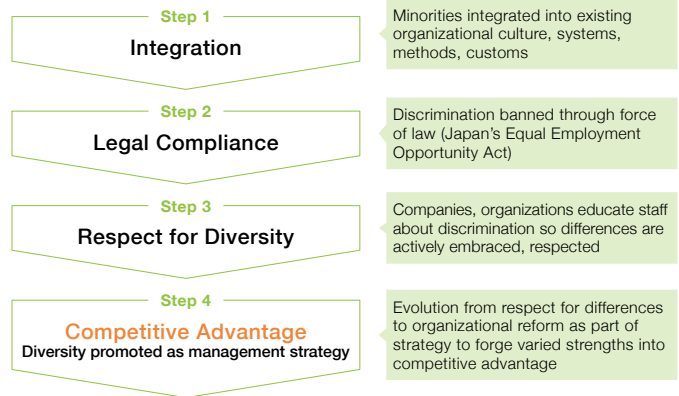 Step 1
Integration
Minorities integrated into existing
organizational culture, systems,
methods, customs
Step 2
Legal Compliance
Discrimination banned through force
of law (Japan's Equal Employment
Opportunity Act)
Step 3
Respect for Diversity
Companies, organizations educate staff
about discrimination so differences are
actively embraced, respected
Step 4
Competitive Advantage
Diversity promoted as management strategy
Evolution from respect for differences
to organizational reform as part of
strategy to forge varied strengths into
competitive advantage